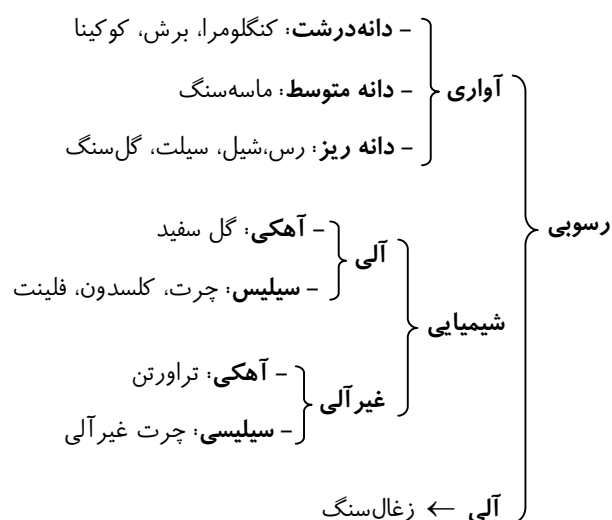 – دانه‌درشت: کنگلومرا، برش، کوکینا
آواری
– دانه متوسط: ماسه‌سنگ
– دانه ریز: رس،شیل، سیلت، گل‌سنگ
رسوبی
– آهکی: گل سفید
آلی
– سیلیس: چرت، کلسدون، فلینت
شیمیایی
– آهکی: تراورتن
غیرآلی
– سیلیسی: چرت غیرآلی
آلی ← زغال‌سنگ